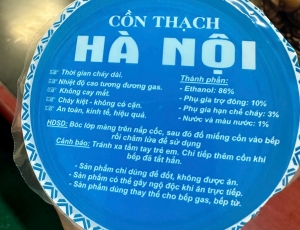 CỒN THẠCH
HÀ NỘI
Thời gian cháy dài.
Nhiệt độ cao tương đương gas.
Không cay mắt.
Cháy kiệt - không có cặn.
An toàn, kinh tế, hiệu quả.
Thành phần:
- Ethanol: 86%
- Phụ gia trợ đông: 10%
- Phụ gia hạn chế cháy: 3%
- Nước và màu nước: 1%
HDSD: Bóc lớp màng trên nắp cốc, sau đó đổ miếng cồn vào bếp
rồi châm lửa để sử dụng
Cảnh báo: Tránh xa tầm tay trẻ em. Chỉ tiếp thêm cồn khi
bếp đã tắt hẳn.
- Sản phẩm chỉ dùng để đốt, không được ăn.
- Sản phẩm có thể gây ngộ độc khi ăn trực tiếp.
- Sản phẩm dùng thay thế cho bếp gas, bếp từ.